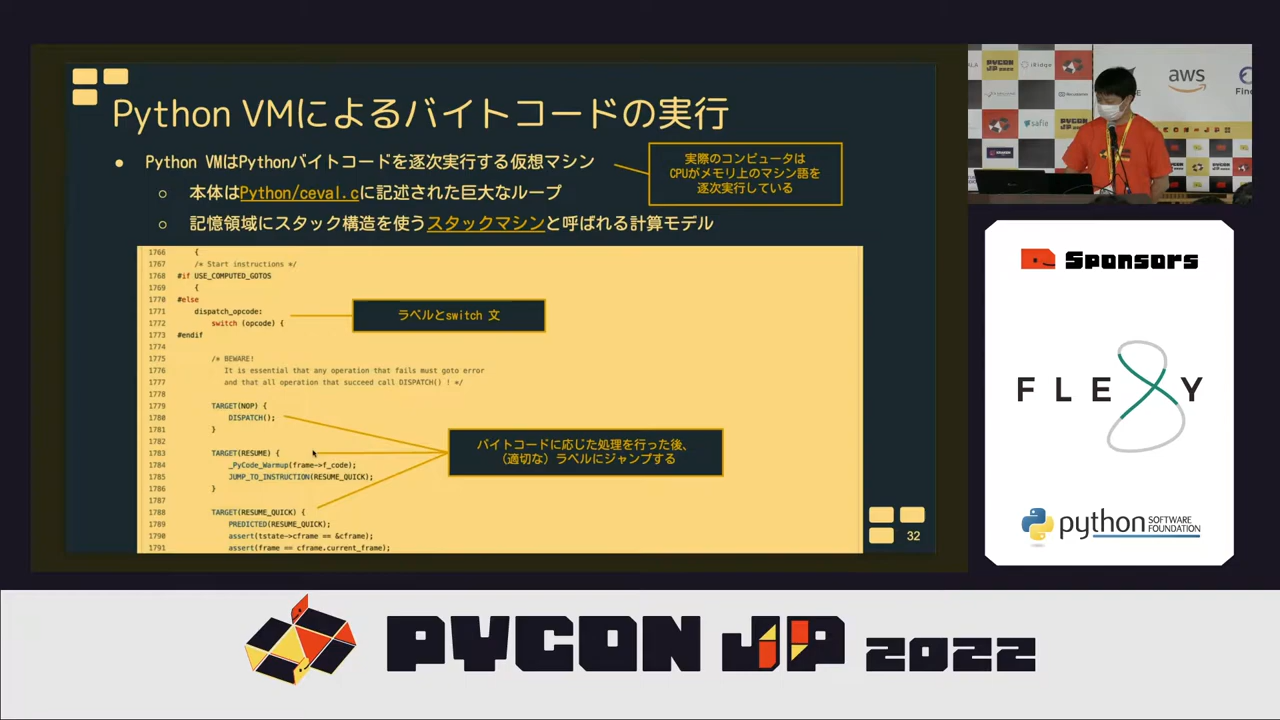 Python VMによるバイトコードの実行
● Python VMはPythonバイトコードを逐次実行する仮想マシン
○ 本体はPython/ceval.cに記述された巨大なループ
○ 記憶領域にスタック構造を使うスタックマシンと呼ばれる計算モデル
実際のコンピュータは
CPUがメモリ上のマシン語を
逐次実行している
1766 {
1767 /* Start instructions */
1768 #if USE_COMPUTED_GOTOS
1769 {
1770 #else
1771 dispatch_opcode:
1772 switch (opcode) {
1773 #endif
1774
1775 /* BEWARE!
1776 It is essential that any operation that fails must goto error
1777 and that all operation that succeed call DISPATCH() ! */
1778
1779 TARGET(NOP) {
1780 DISPATCH();
1781 }
1782
1783 TARGET(RESUME) {
1784 _PyCode_Warmup(frame->f_code);
1785 JUMP_TO_INSTRUCTION(RESUME_QUICK);
1786 }
1787
1788 TARGET(RESUME_QUICK) {
1789 PREDICTED(RESUME_QUICK);
1790 assert(tstate->cframe == &cframe);
1791 assert(frame == cframe.current_frame);
ラベルとswitch 文
バイトコードに応じた処理を行った後、
（適切な）ラベルにジャンプする
32
PYCON JP 2022
iRidge
aws
safie
Sponsors
FLEXY
python SOFTWARE
FOUNDATION
PYCON JP 2022